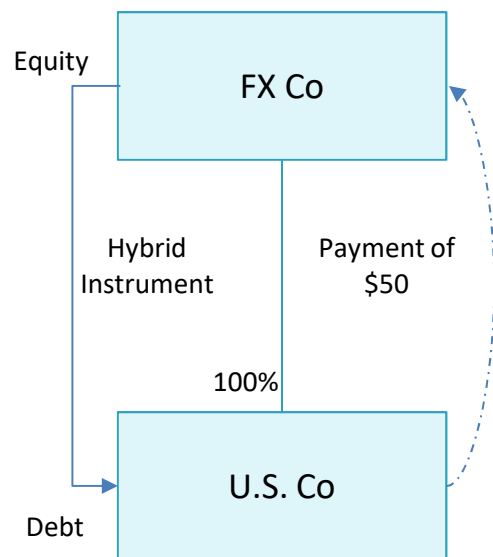 Equity
FX Co
Hybrid
Instrument
Payment of
$50
100%
U.S. Co
Debt